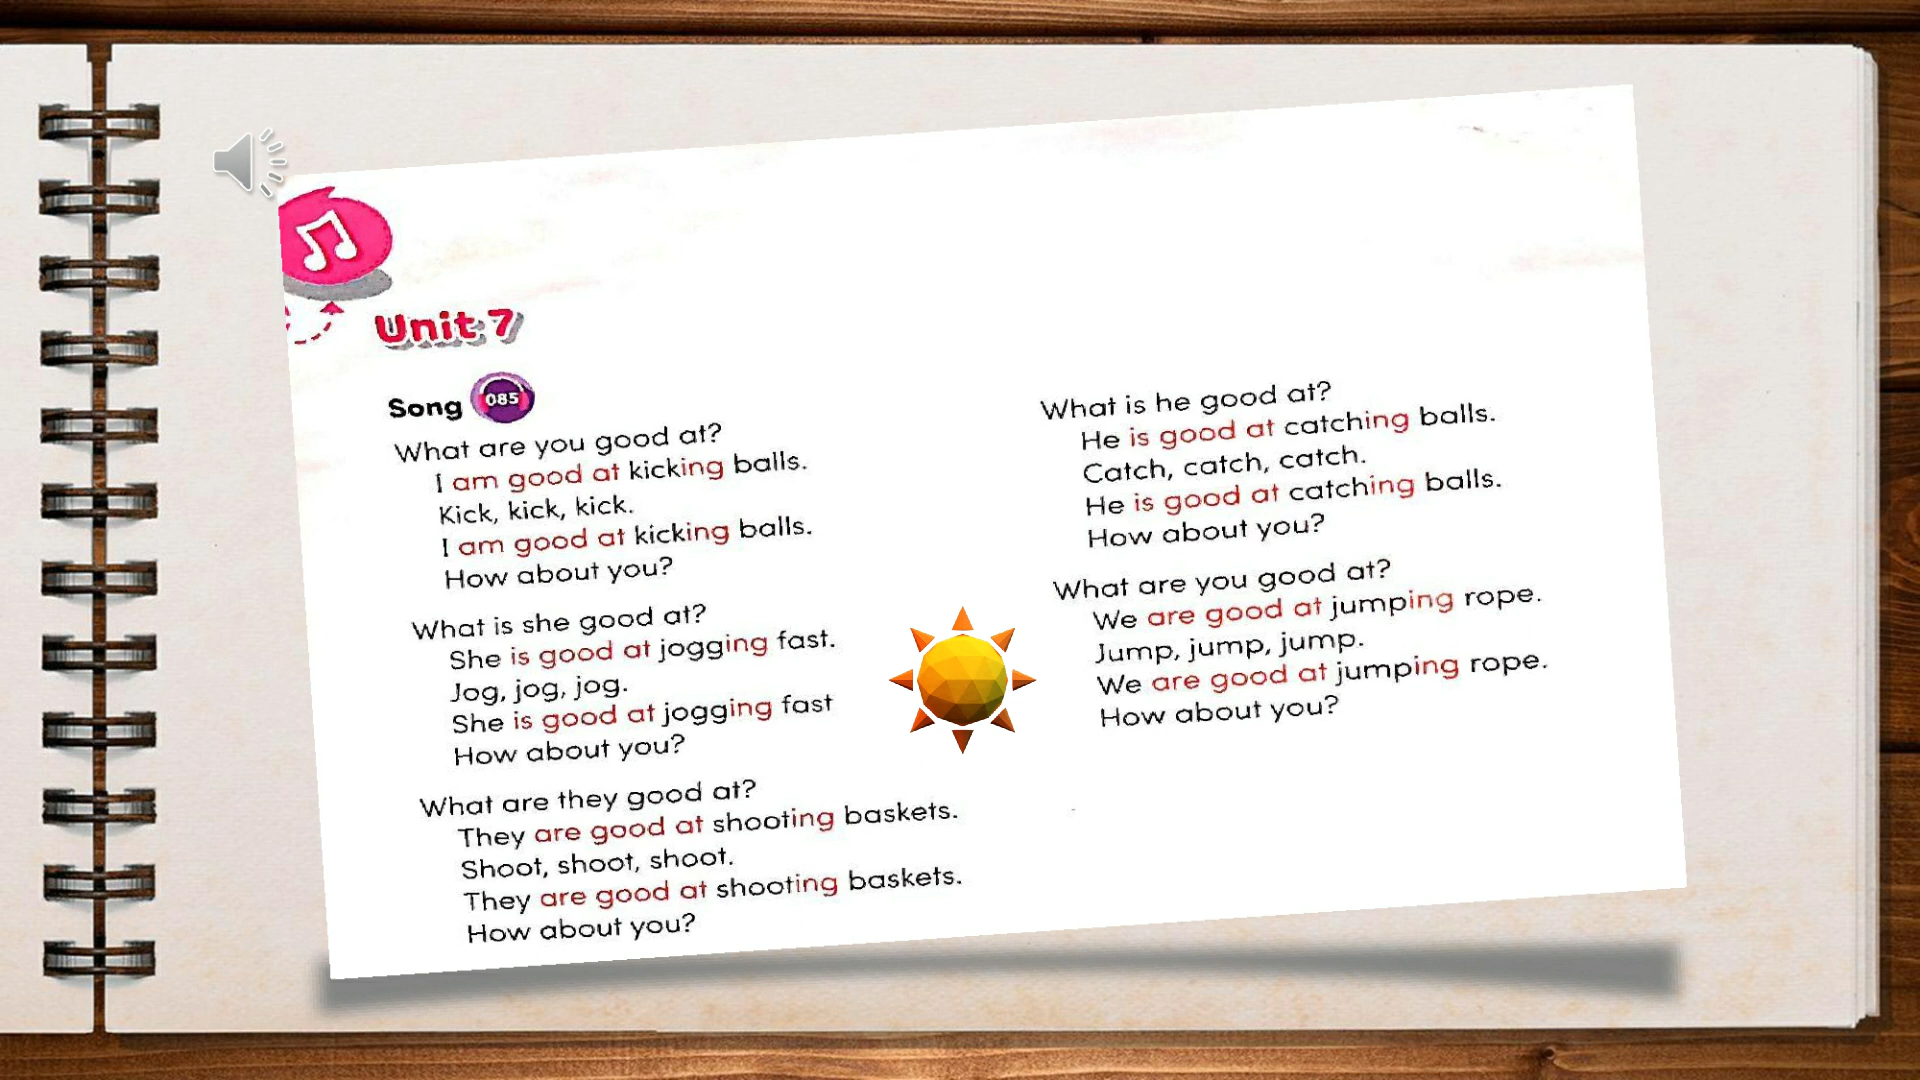 Unit 7
Song 085
What are you good at?
I am good at kicking balls.
Kick, kick, kick.
I am good at kicking balls.
How about you?
What is she good at?
She is good at jogging fast.
Jog, jog, jog.
She is good at jogging fast
How about you?
What are they good at?
They are good at shooting baskets.
Shoot, shoot, shoot.
They are good at shooting baskets.
How about you?
What is he good at?
He is good at catching balls.
Catch, catch, catch.
He is good at catching balls.
How about you?
What are you good at?
We are good at jumping rope.
Jump, jump, jump.
We are good at jumping rope.
How about you?